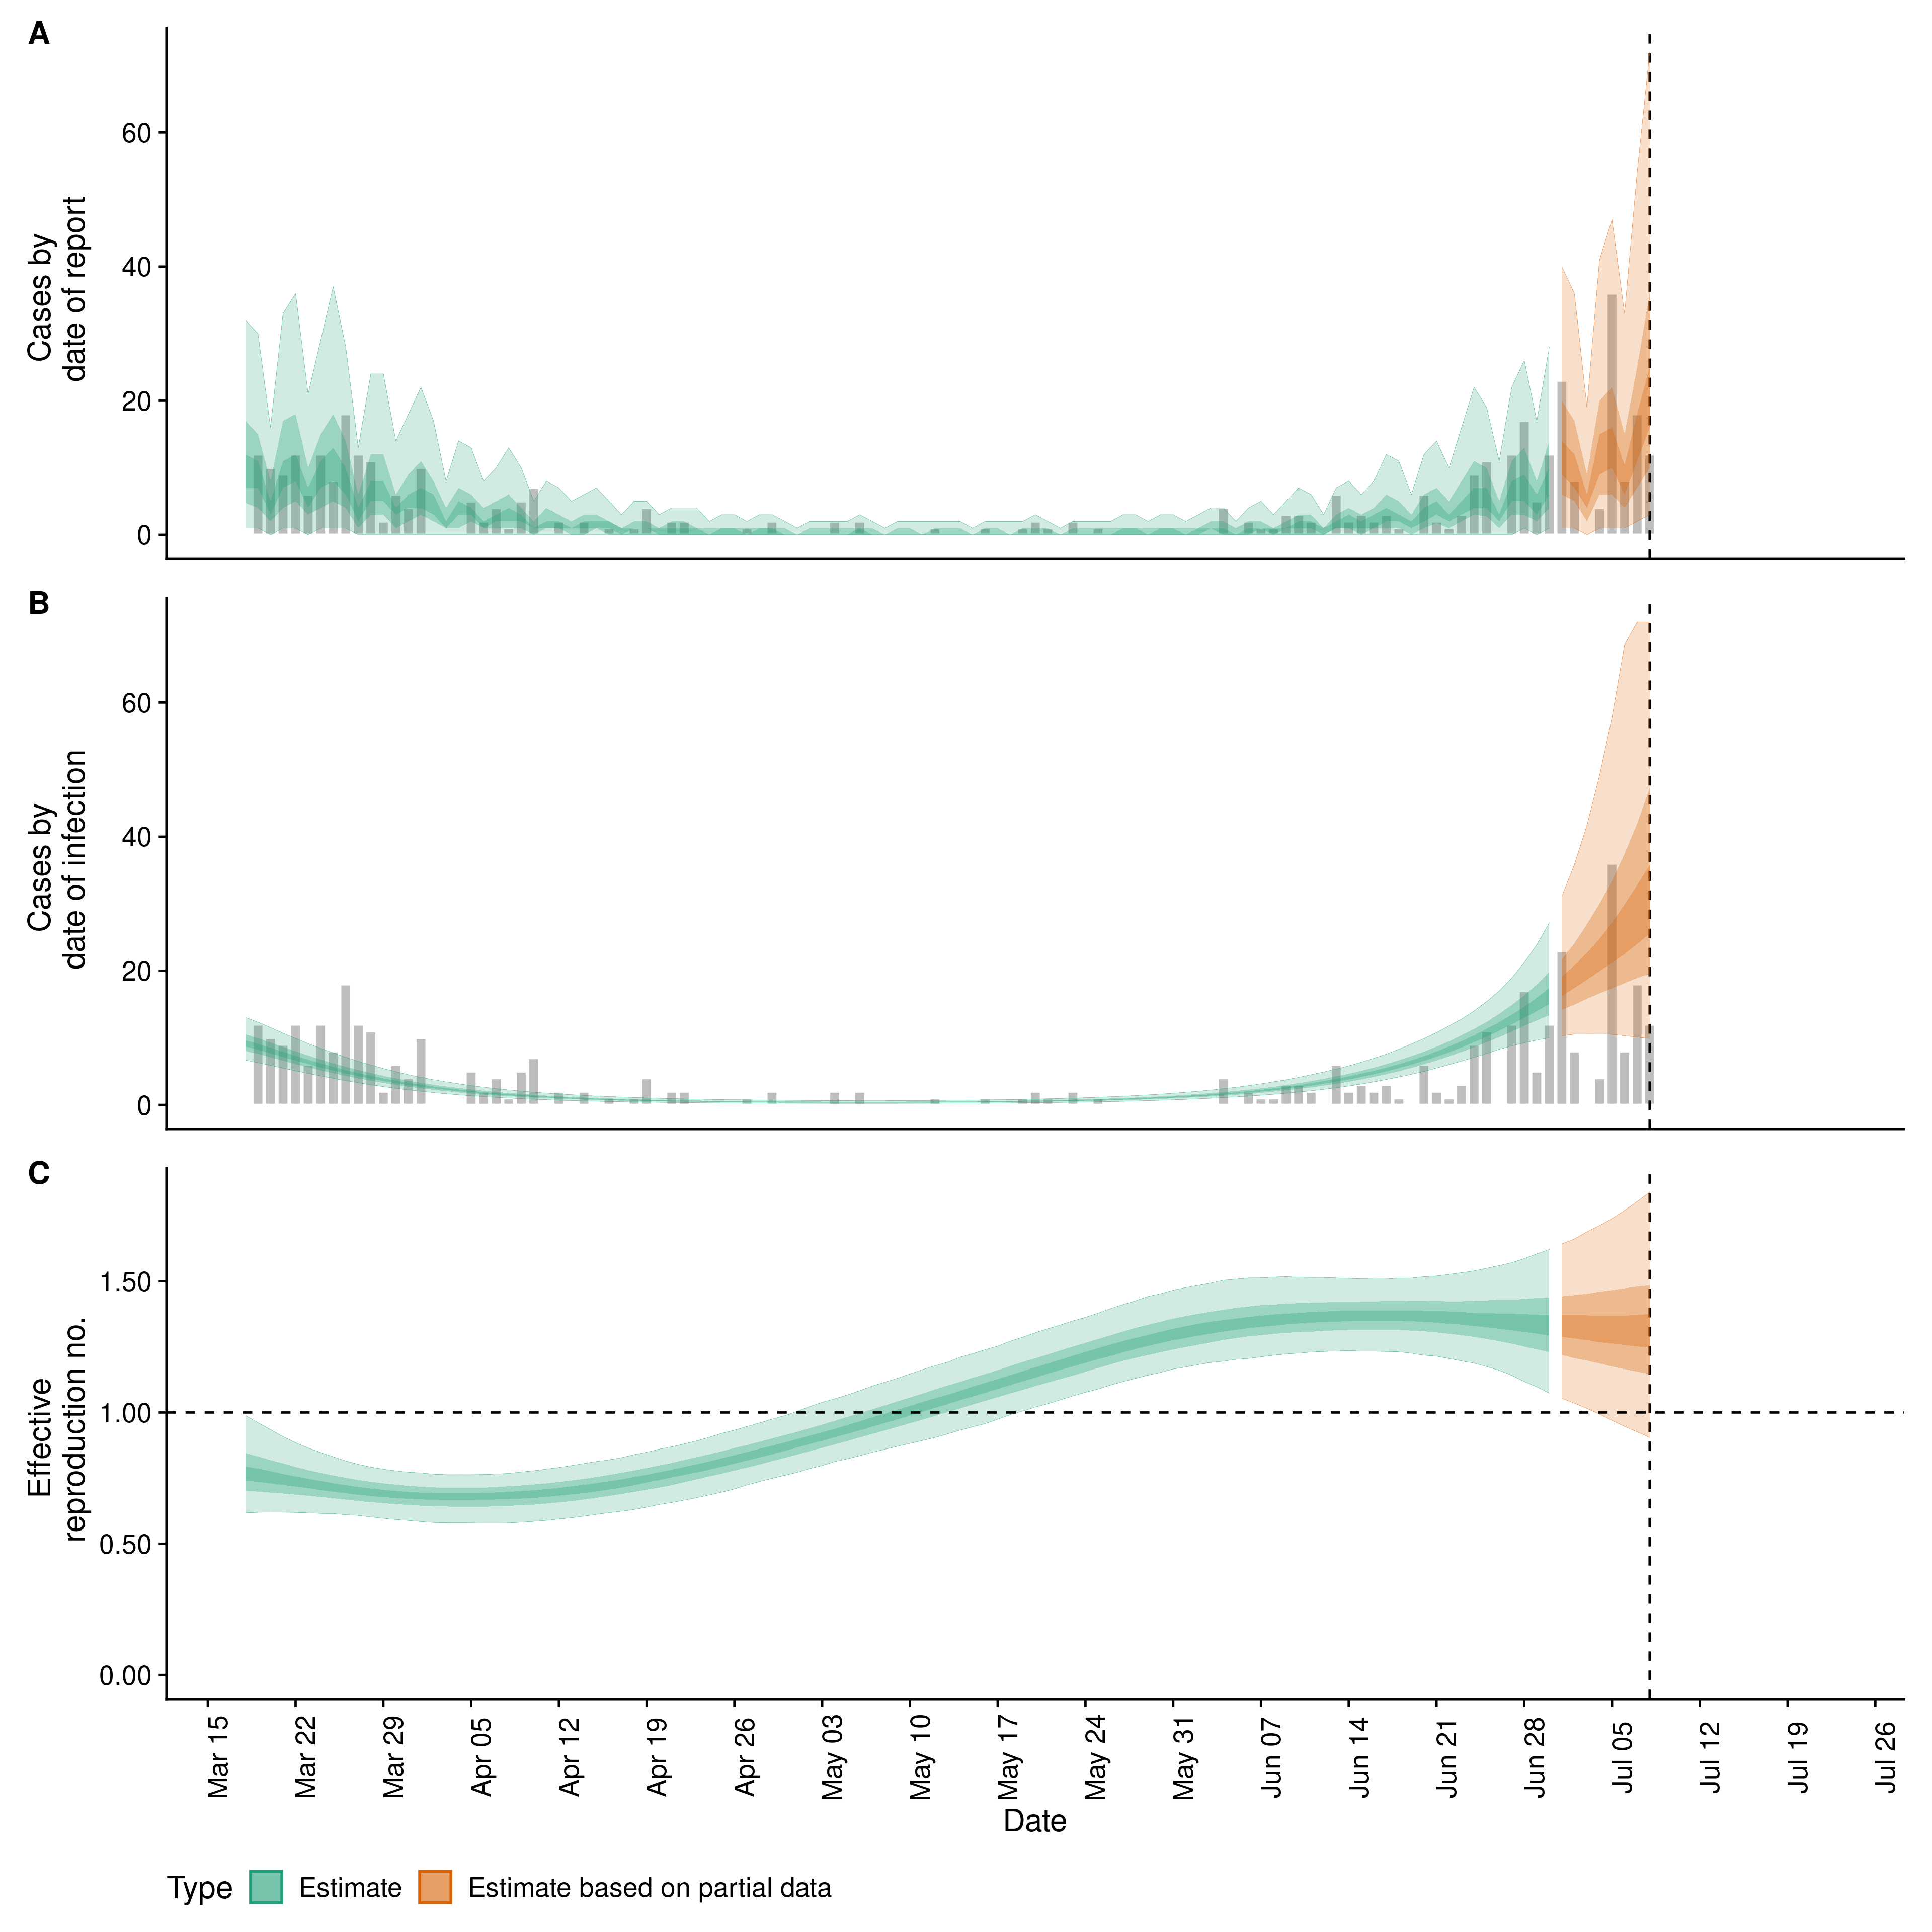 A
Cases by
date of report
60
40
20
0
B
Cases by
date of infection
60
40
20
0
C
Effective
reproduction no.
1.50
1.00
0.50
0.00
Mar 15
Mar 22
Mar 29
Apr 05
Apr 12
Apr 19
Apr 26
May 03
May 10
May 17
May 24
May 31
Jun 07
Jun 14
Jun 21
Jun 28
Jul 05
Jul 12
Jul 19
Jul 26
Date
Type Estimate Estimate based on partial data